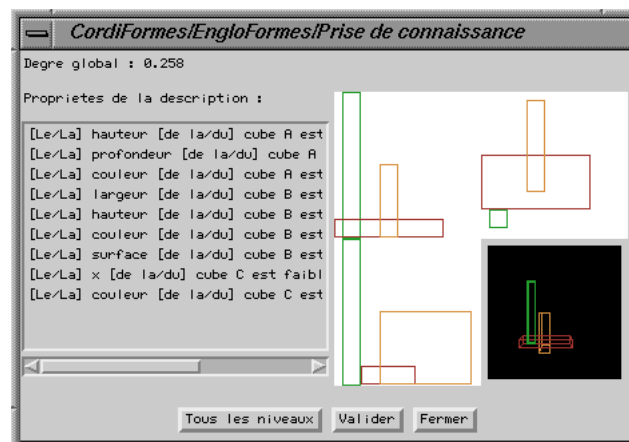 CordiFormes/EngloFormes/Prise de connaissance
Degre global : 0.258
Proprietes de la description :
[Le/La] hauteur [de la/du] cube A est
[Le/La] profondeur [de la/du] cube A
[Le/La] couleur [de la/du] cube A est
[Le/La] largeur [de la/du] cube B est
[Le/La] hauteur [de la/du] cube B est
[Le/La] couleur [de la/du] cube B est
[Le/La] surface [de la/du] cube B est
[Le/La] x [de la/du] cube C est faibl
[Le/La] couleur [de la/du] cube C est
Tous les niveaux Valider Fermer